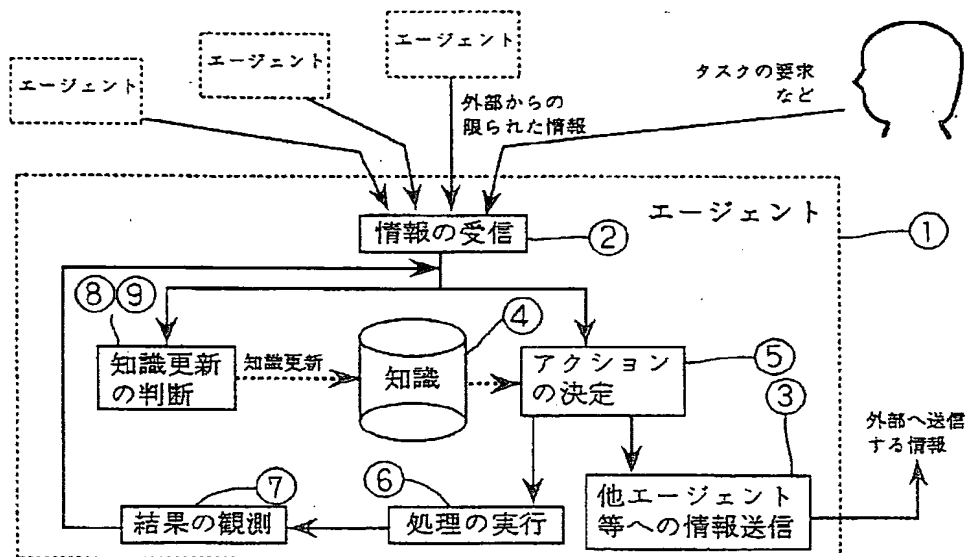 エージェント
エージェント
エージェント
外部からの
限られた情報
タスクの要求
など
エージェント
①
情報の受信
②
⑧⑨
知識更新
の判断
知識更新
知識
④
アクション
の決定
⑤
③
外部へ送信
する情報
⑦
結果の観測
⑥
処理の実行
他エージェント
等への情報送信